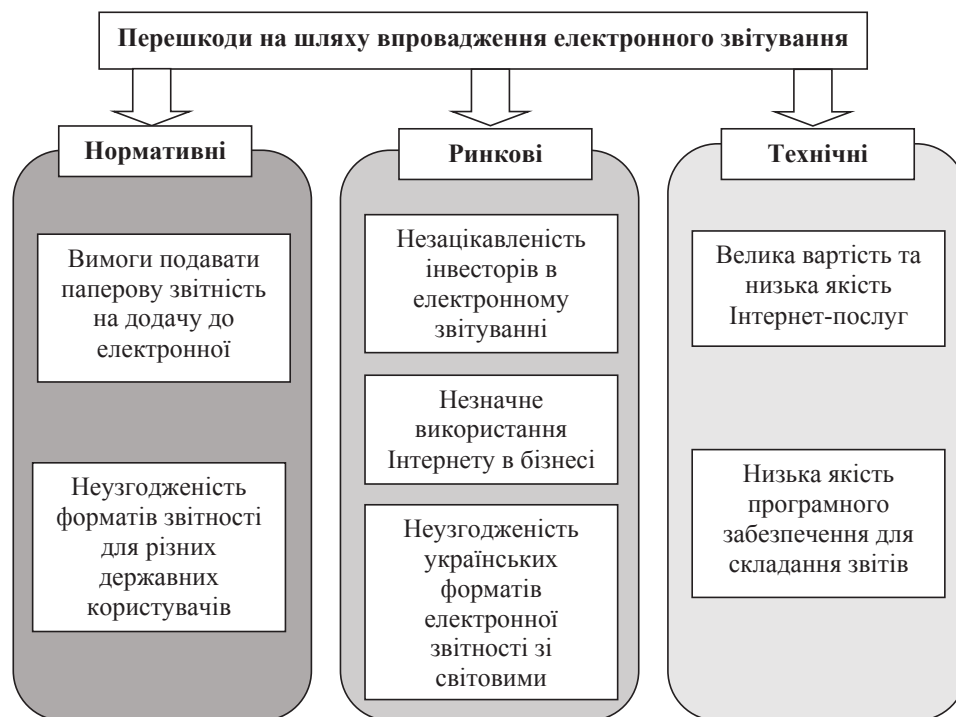 Перешкоди на шляху впровадження електронного звітування
Нормативні
Вимоги подавати
паперову звітність
на додачу до
електронної
Неузгодженість
форматів звітності
для різних
державних
користувачів
Ринкові
Незацікавленість
інвесторів в
електронному
звітуванні
Незначне
використання
Інтернету в бізнесі
Неузгодженість
українських
форматів
електронної
звітності зі
світовими
Технічні
Велика вартість та
низька якість
Інтернет-послуг
Низька якість
програмного
забезпечення для
складання звітів